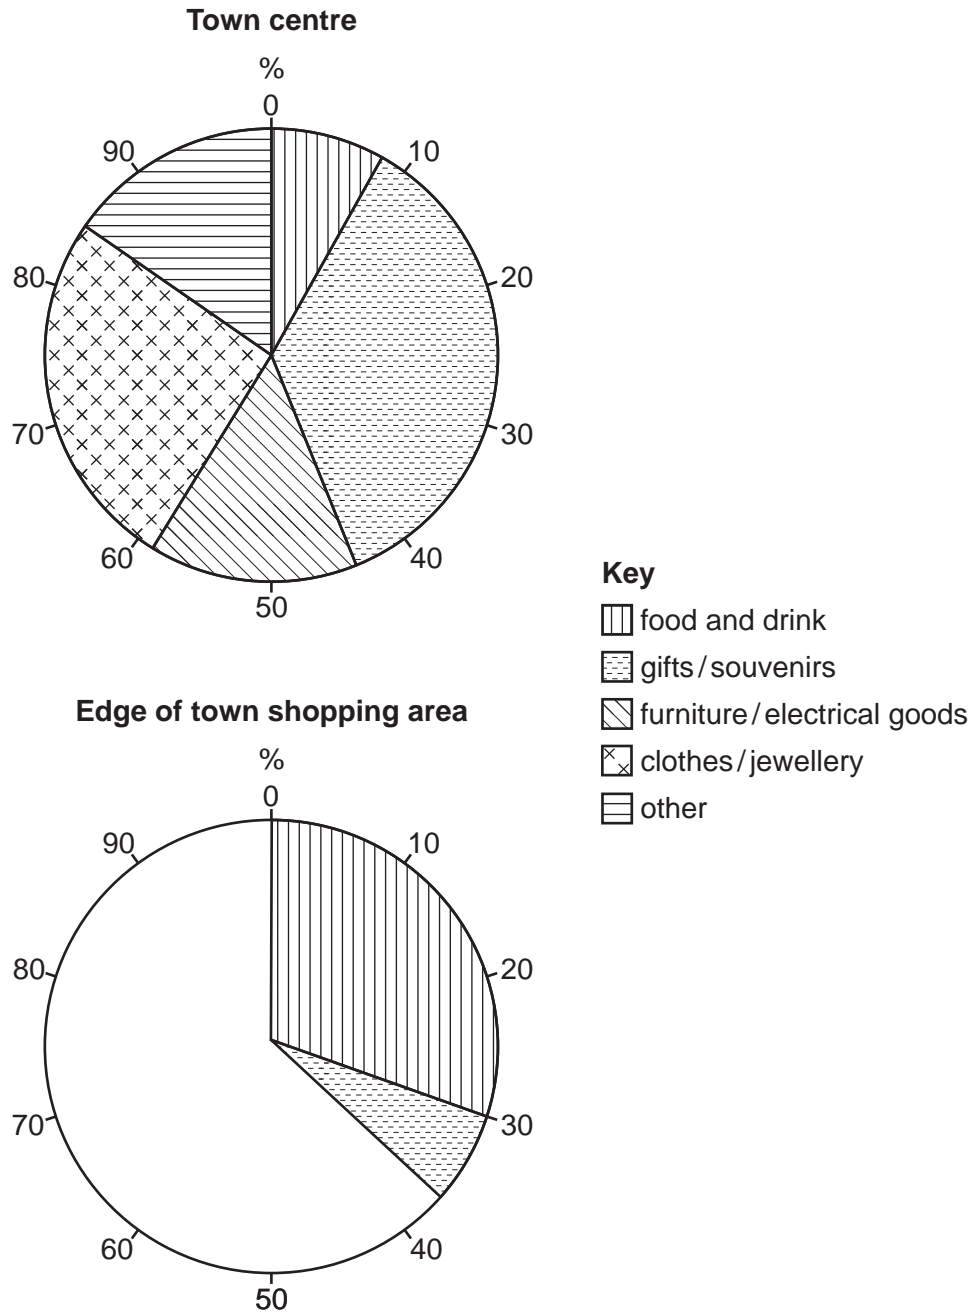 Town centre
%
0
90
10
80
20
70
30
60
40
50
Key
food and drink
gifts / souvenirs
furniture / electrical goods
clothes / jewellery
other
Edge of town shopping area
%
0
90
10
80
20
70
30
60
40
50